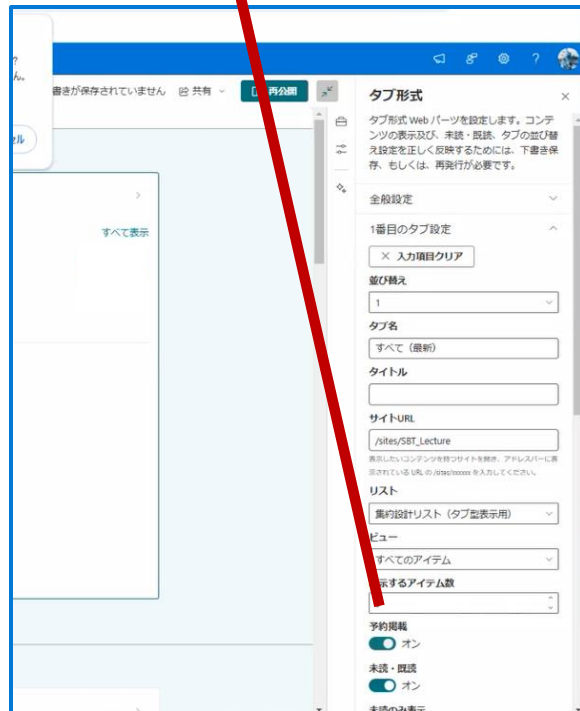 ?
ん。
書きが保存されていません
共有
再公開
セル
すべて表示
タブ形式
タブ形式 Web パーツを設定します。コンテ
ンツの表示及び、未読・既読、タブの並び替
え設定を正しく反映するためには、下書き保
存、もしくは、再発行が必要です。
全般設定
1番目のタブ設定
× 入力項目クリア
並び替え
1
タブ名
すべて（最新）
タイトル
サイトURL
/sites/SBT_Lecture
表示したいコンテンツを持つサイトを開き、アドレスバーに表
示されている URL の /sites/xxxxx を入力してください。
リスト
集約設計リスト（タブ型表示用）
ビュー
すべてのアイテム
示するアイテム数
予約掲載
オン
未読・既読
オン
未読のみ表示